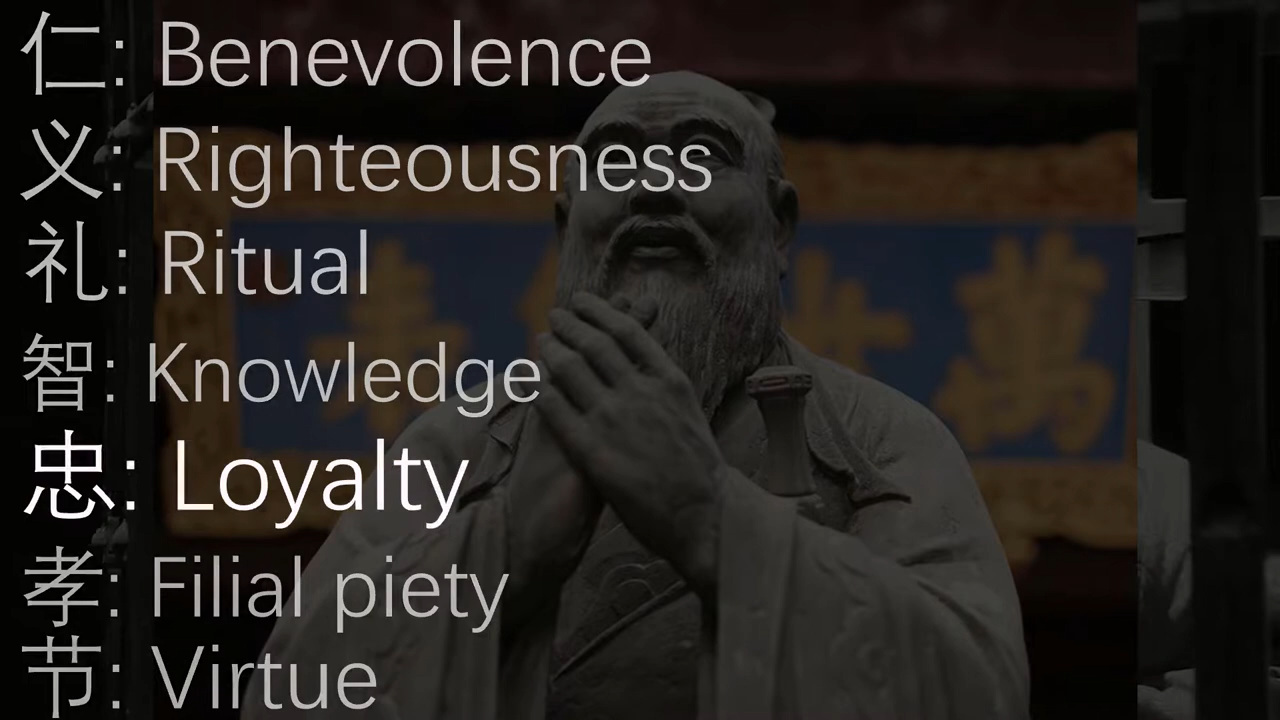 仁: Benevolence
义: Righteousness
礼: Ritual
智: Knowledge
忠: Loyalty
孝: Filial piety
节: Virtue